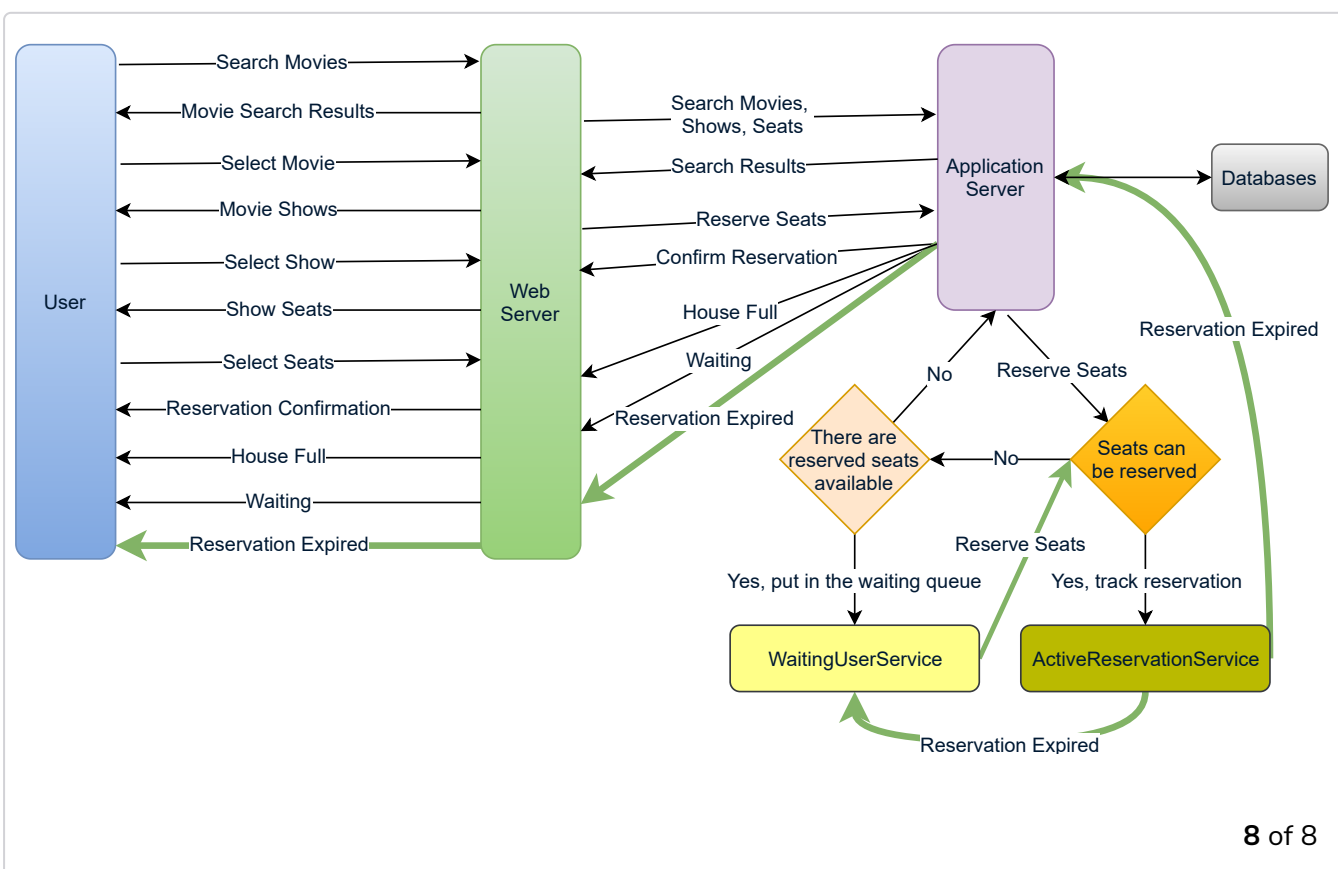 Search Movies
Movie Search Results
Select Movie
Movie Shows
Select Show
Show Seats
Select Seats
Reservation Confirmation
House Full
Waiting
Reservation Expired
User
Web
Server
Search Movies,
Shows, Seats
Search Results
Reserve Seats
Confirm Reservation
House Full
Waiting
Reservation Expired
Application
Server
Databases
Reservation Expired
No
Reserve Seats
There are
reserved seats
available
No
Seats can
be reserved
Reserve Seats
Yes, put in the waiting queue
Yes, track reservation
WaitingUserService
ActiveReservationService
Reservation Expired
8 of 8